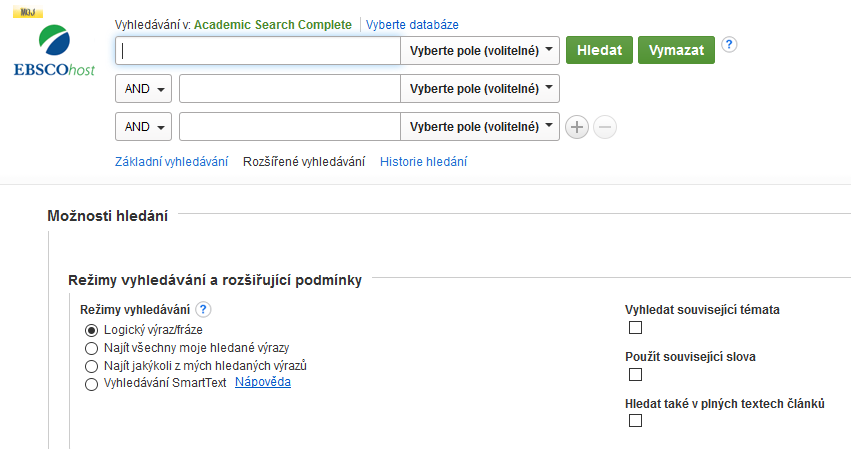 MOJ
EBSCOhost
Vyhledávání v: Academic Search Complete Vyberte databáze
Vyberte pole (volitelné) Hledat Vymazat ?
AND Vyberte pole (volitelné)
AND Vyberte pole (volitelné)
Základní vyhledávání Rozšířené vyhledávání Historie hledání
Možnosti hledání
Režimy vyhledávání a rozšiřující podmínky
Režimy vyhledávání ?
Logický výraz/fráze
Najít všechny moje hledané výrazy
Najít jakýkoli z mých hledaných výrazů
Vyhledávání SmartText Nápověda
Vyhledat související témata
Použít související slova
Hledat také v plných textech článků